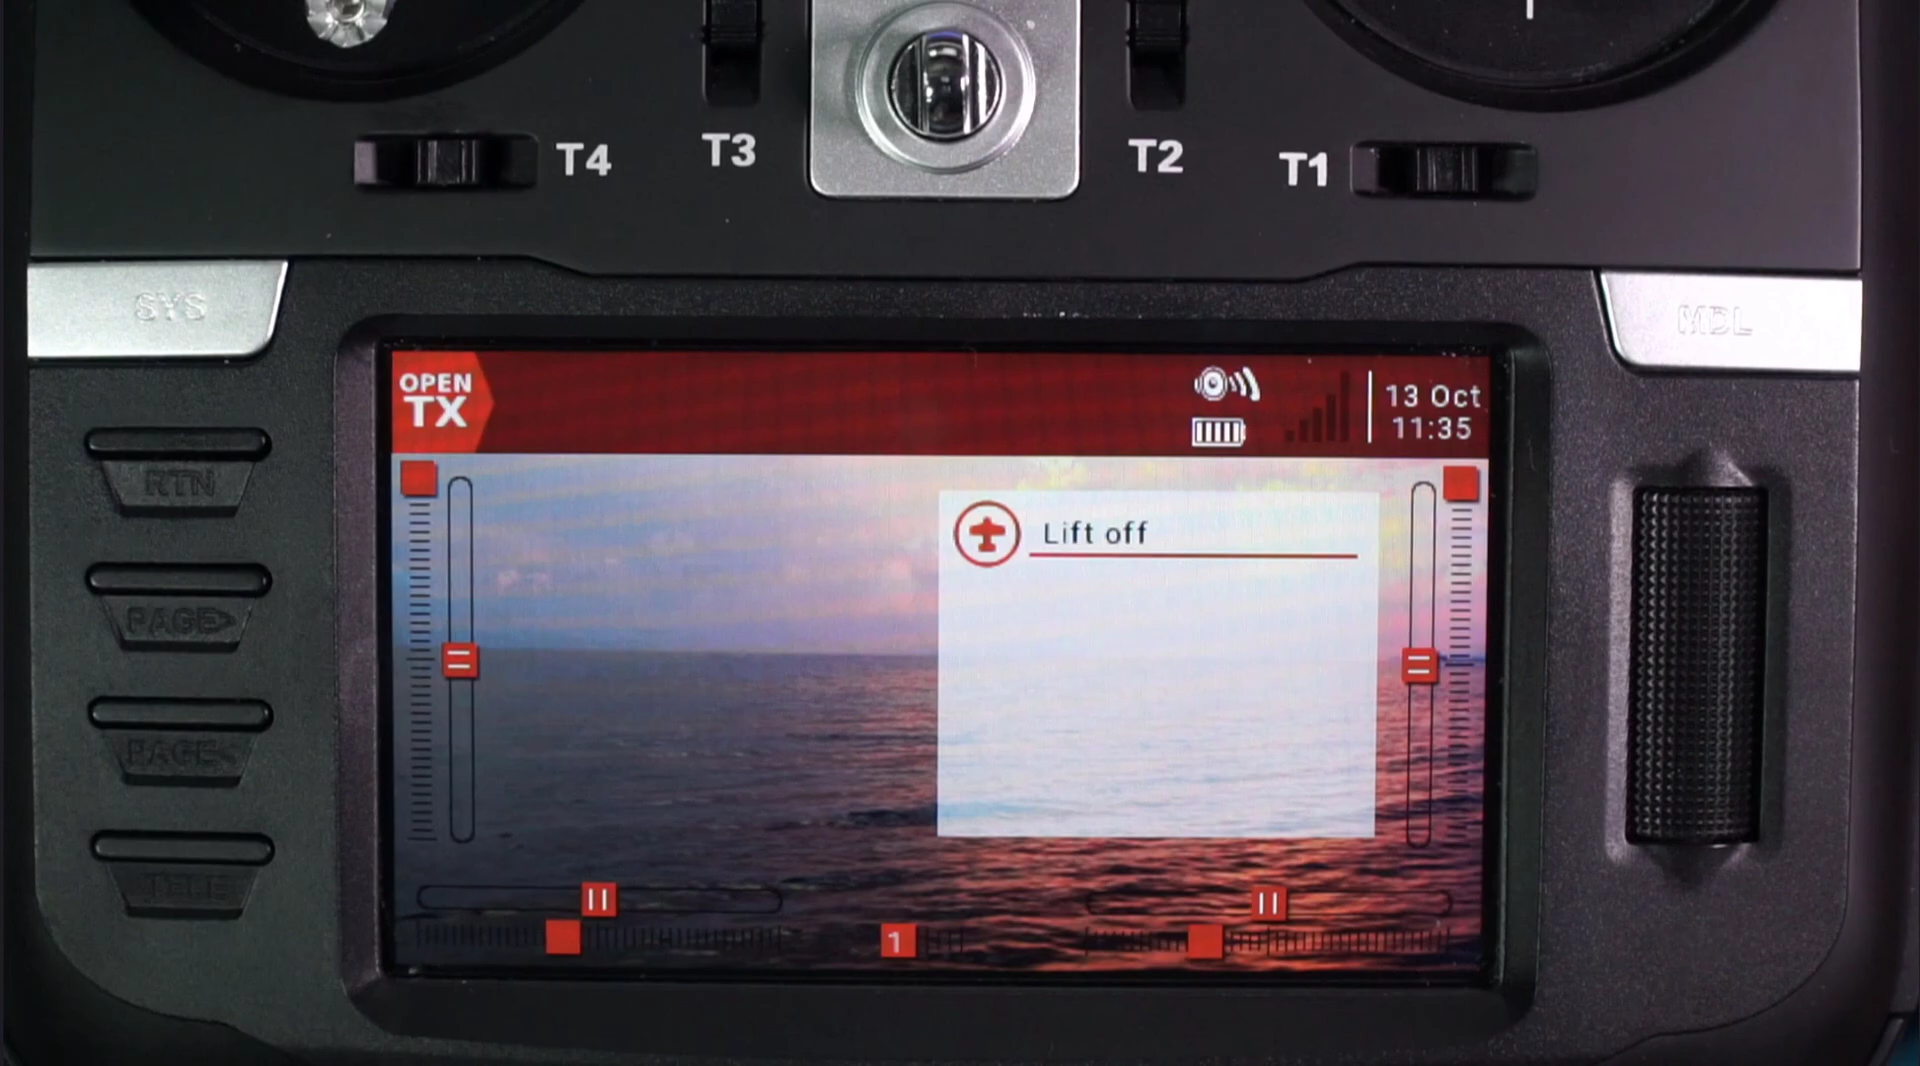 T4
T3
T2
T1
SYS
MDL
OPEN
TX
13 Oct
11:35
RTN
Lift off
PAGE>
PAGE<
TELE
1